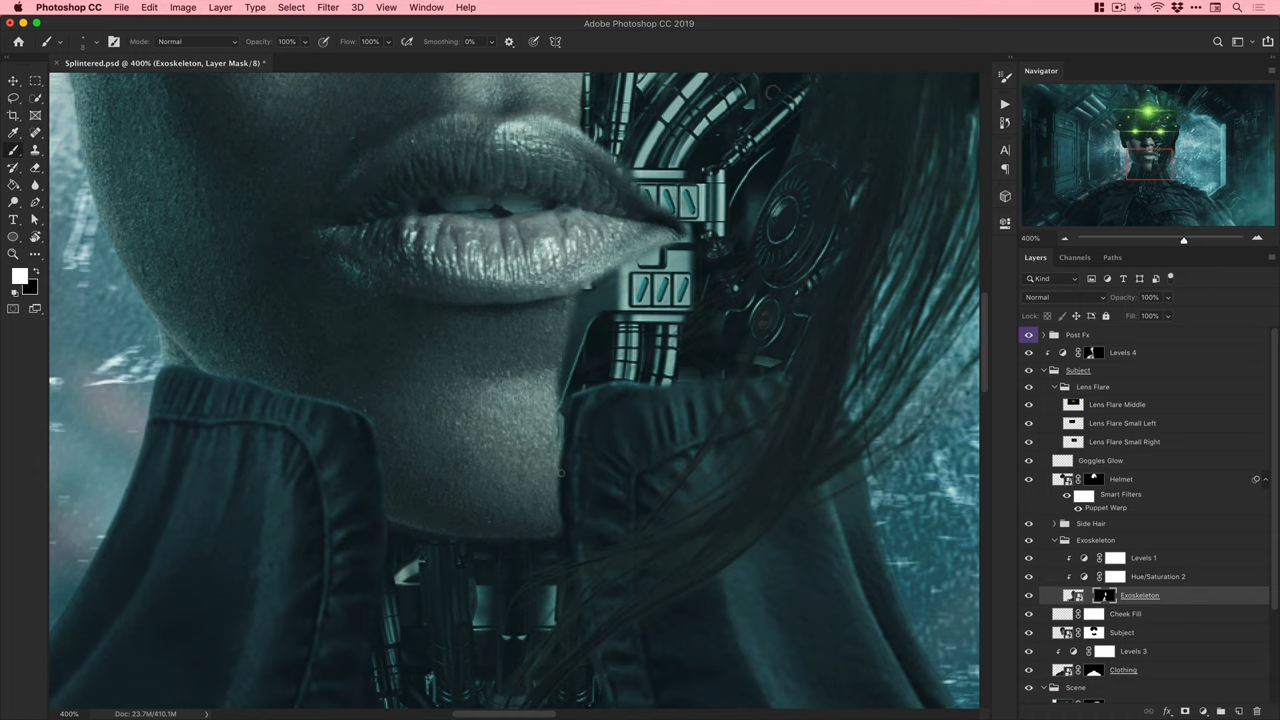 Photoshop CC File Edit Image Layer Type Select Filter 3D View Window Help
Adobe Photoshop CC 2019
Mode: Normal Opacity: 100% Flow: 100% Smoothing: 0%
Splintered.psd @ 400% (Exoskeleton, Layer Mask/8) *
Navigator
400%
Layers Channels Paths
Kind
Normal Opacity: 100%
Lock: Fill: 100%
Post Fx
Levels 4
Subject
Lens Flare
Lens Flare Middle
Lens Flare Small Left
Lens Flare Small Right
Goggles Glow
Helmet
Smart Filters
Puppet Warp
Side Hair
Exoskeleton
Levels 1
Hue/Saturation 2
Exoskeleton
Cheek Fill
Subject
Levels 3
Clothing
Scene
400% Doc: 23.7M/410.1M